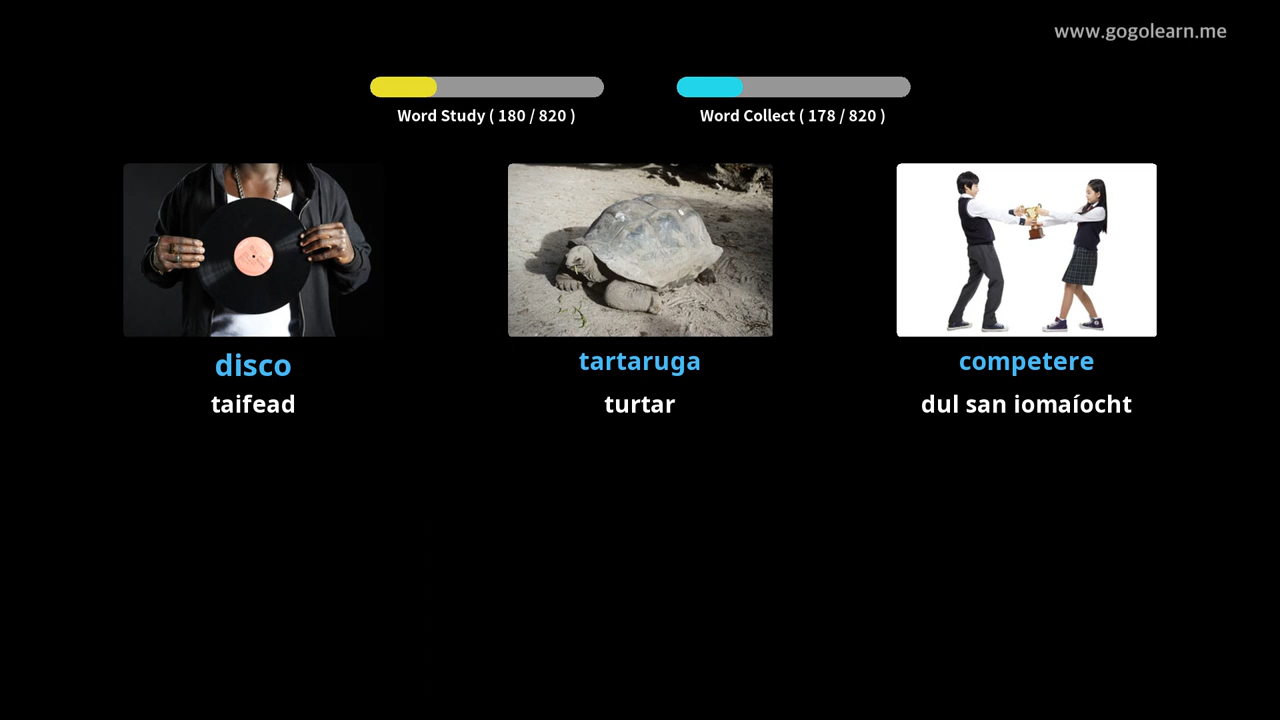 www.gogolearn.me
Word Study ( 180 / 820 )
Word Collect ( 178 / 820 )
disco
tartaruga
competere
taifead
turtar
dul san iomaíocht